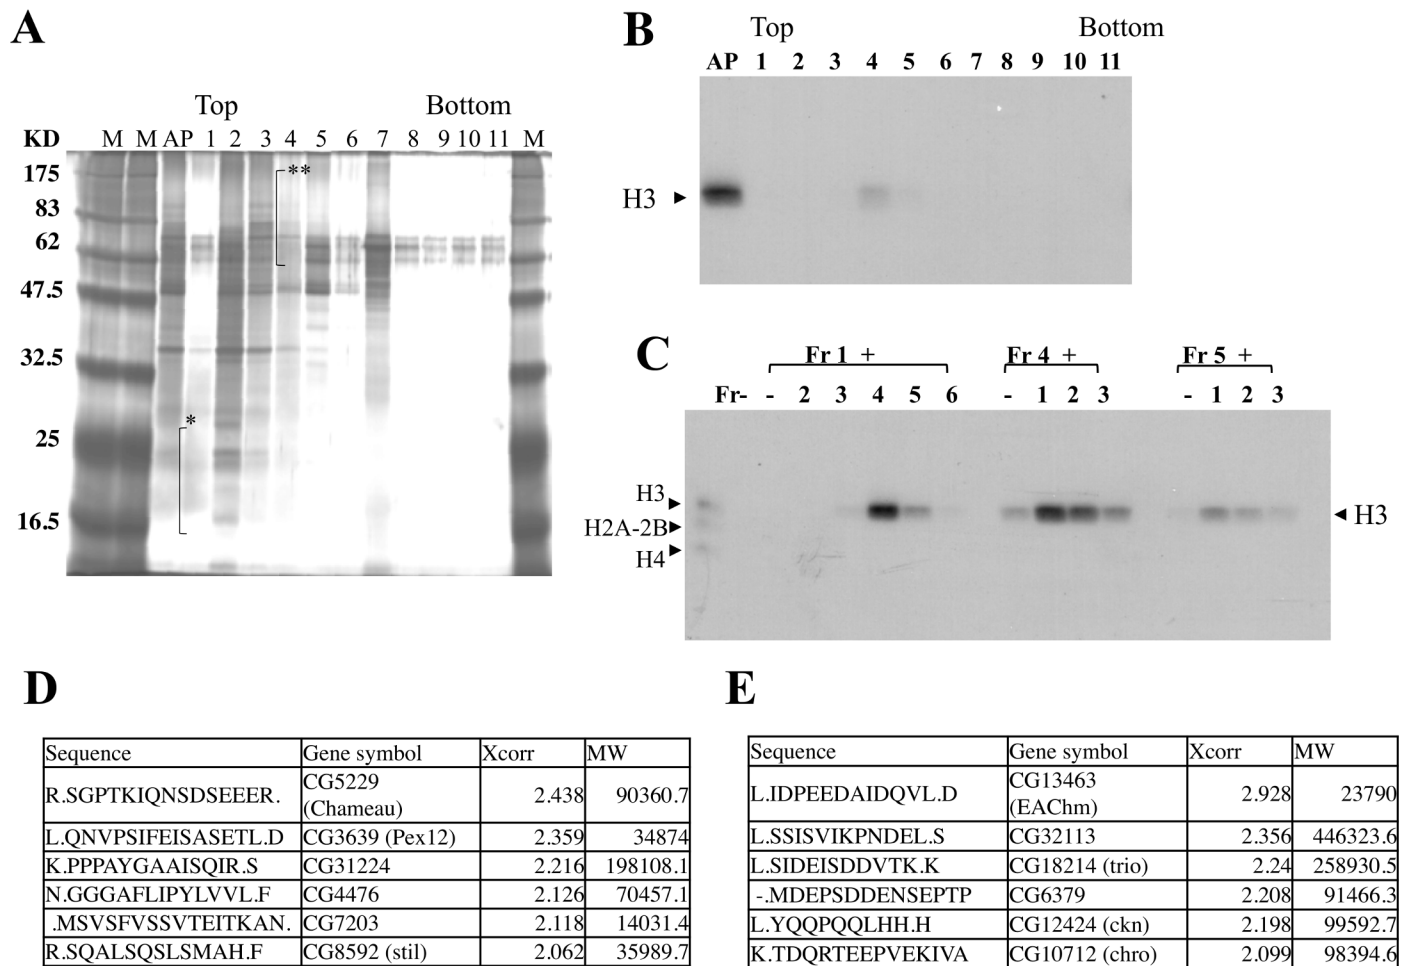 A
Top Bottom
KD M M AP 1 2 3 4 5 6 7 8 9 10 11 M
175
83
62
47.5
32.5
25
16.5
**
*
B
Top Bottom
AP 1 2 3 4 5 6 7 8 9 10 11
H3
C
Fr 1 + Fr 4 + Fr 5 +
Fr- - 2 3 4 5 6 - 1 2 3 - 1 2 3
H3
H2A-2B
H4
H3
D
Sequence Gene symbol Xcorr MW
R.SGPTKIQNSDSEEER. CG5229 (Chameau) 2.438 90360.7
L.QNVPSIFEISASETL.D CG3639 (Pex12) 2.359 34874
K.PPPAYGAAISQIR.S CG31224 2.216 198108.1
N.GGGAFLIPYLVVL.F CG4476 2.126 70457.1
.MSVSFVSSVTEITKAN. CG7203 2.118 14031.4
R.SQALSQSLSMAH.F CG8592 (stil) 2.062 35989.7
E
Sequence Gene symbol Xcorr MW
L.IDPEEDAIDQVL.D CG13463 (EAChm) 2.928 23790
L.SSISVIKPNDEL.S CG32113 2.356 446323.6
L.SIDEISDDVTK.K CG18214 (trio) 2.24 258930.5
-.MDEPSDDENSEPTP CG6379 2.208 91466.3
L.YQQPQQLHH.H CG12424 (ckn) 2.198 99592.7
K.TDQRTEEPVEKIVA CG10712 (chro) 2.099 98394.6